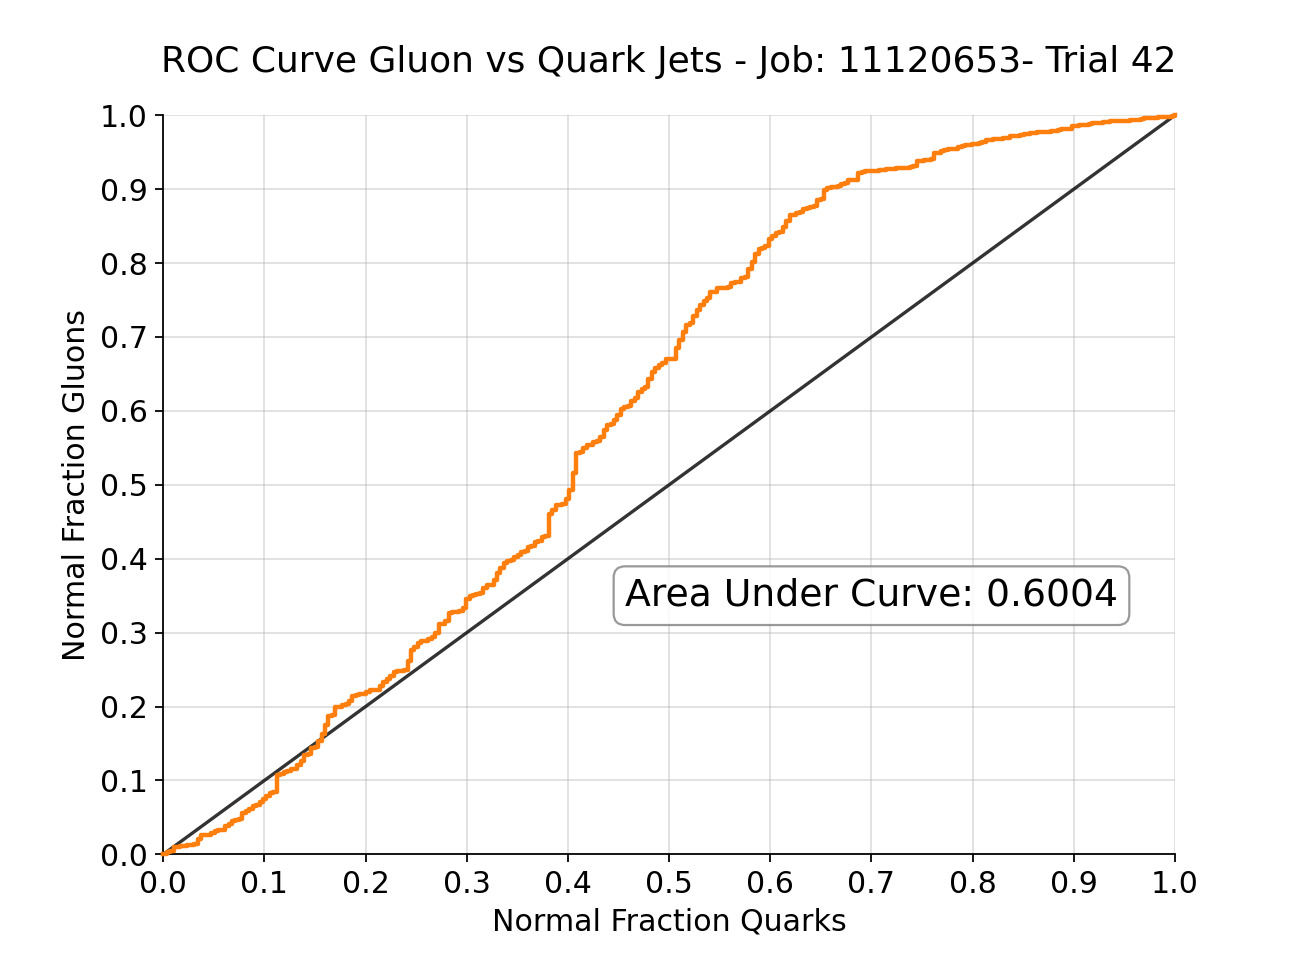 ROC Curve Gluon vs Quark Jets - Job: 11120653- Trial 42
1.0
0.9
0.8
0.7
0.6
0.5
0.4
0.3
0.2
0.1
0.0
Normal Fraction Gluons
Area Under Curve: 0.6004
0.0 0.1 0.2 0.3 0.4 0.5 0.6 0.7 0.8 0.9 1.0
Normal Fraction Quarks